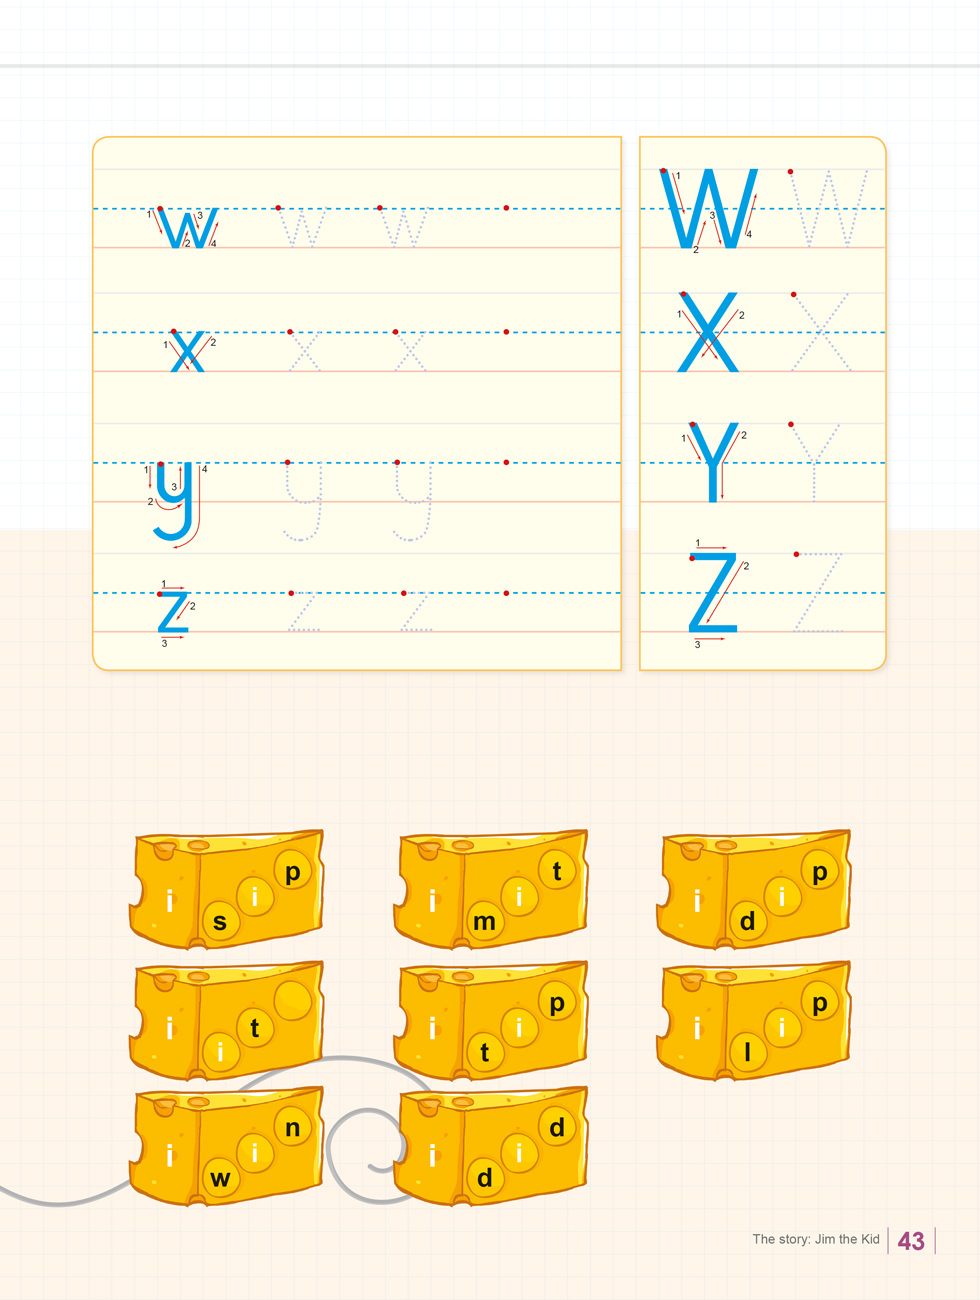 w 1 2 3 4 w w W 1 2 3 4 W
x 1 2 x x X 1 2 X
y 1 2 3 4 y y Y 1 2 Y
z 1 2 3 z z Z 1 2 3 Z
i s i p
i m i t
i d i p
i i t
i t i p
i l i p
i w i n
i d i d
The story: Jim the Kid 43